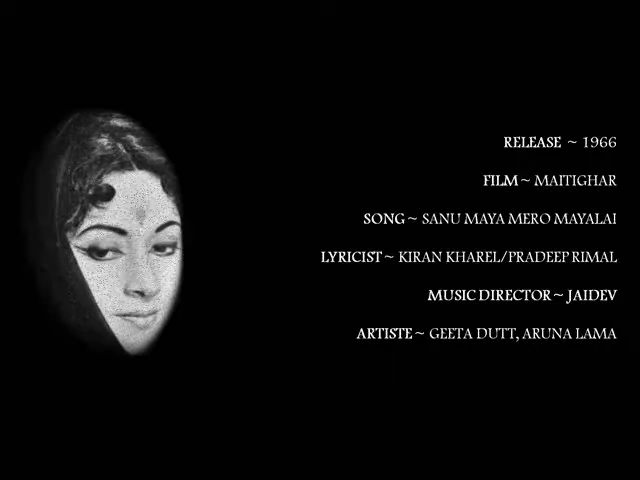 RELEASE ~ 1966
FILM ~ MAITIGHAR
SONG ~ SANU MAYA MERO MAYALAI
LYRICIST ~ KIRAN KHAREL/PRADEEP RIMAL
MUSIC DIRECTOR ~ JAIDEV
ARTISTE ~ GEETA DUTT, ARUNA LAMA